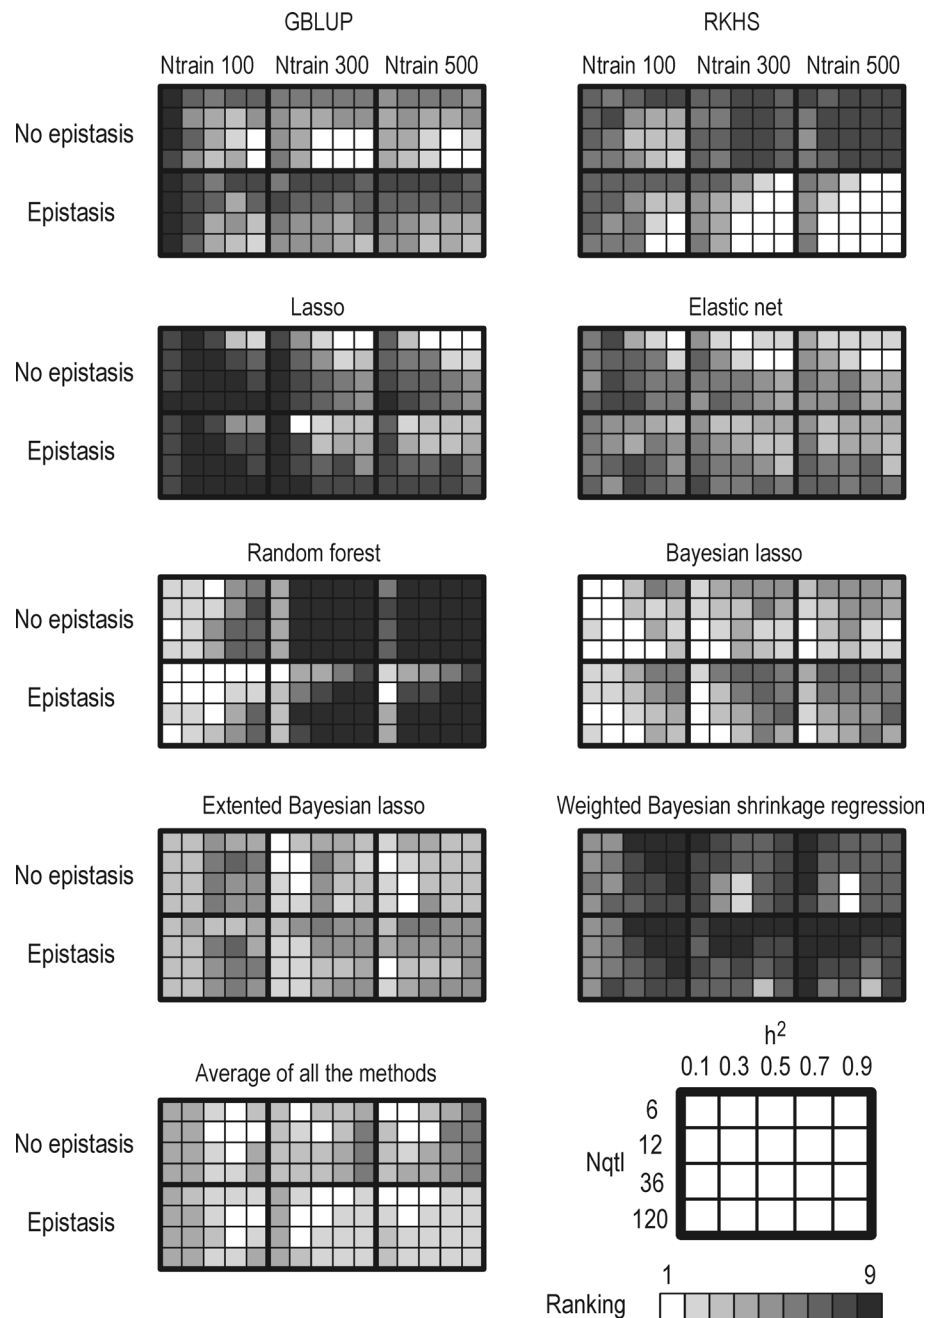 GBLUP
RKHS
Ntrain 100 Ntrain 300 Ntrain 500
Ntrain 100 Ntrain 300 Ntrain 500
No epistasis
Epistasis
Lasso
Elastic net
No epistasis
Epistasis
Random forest
Bayesian lasso
No epistasis
Epistasis
Extented Bayesian lasso
Weighted Bayesian shrinkage regression
No epistasis
Epistasis
Average of all the methods
No epistasis
Epistasis
h²
0.1 0.3 0.5 0.7 0.9
Nqtl
6
12
36
120
1 9
Ranking